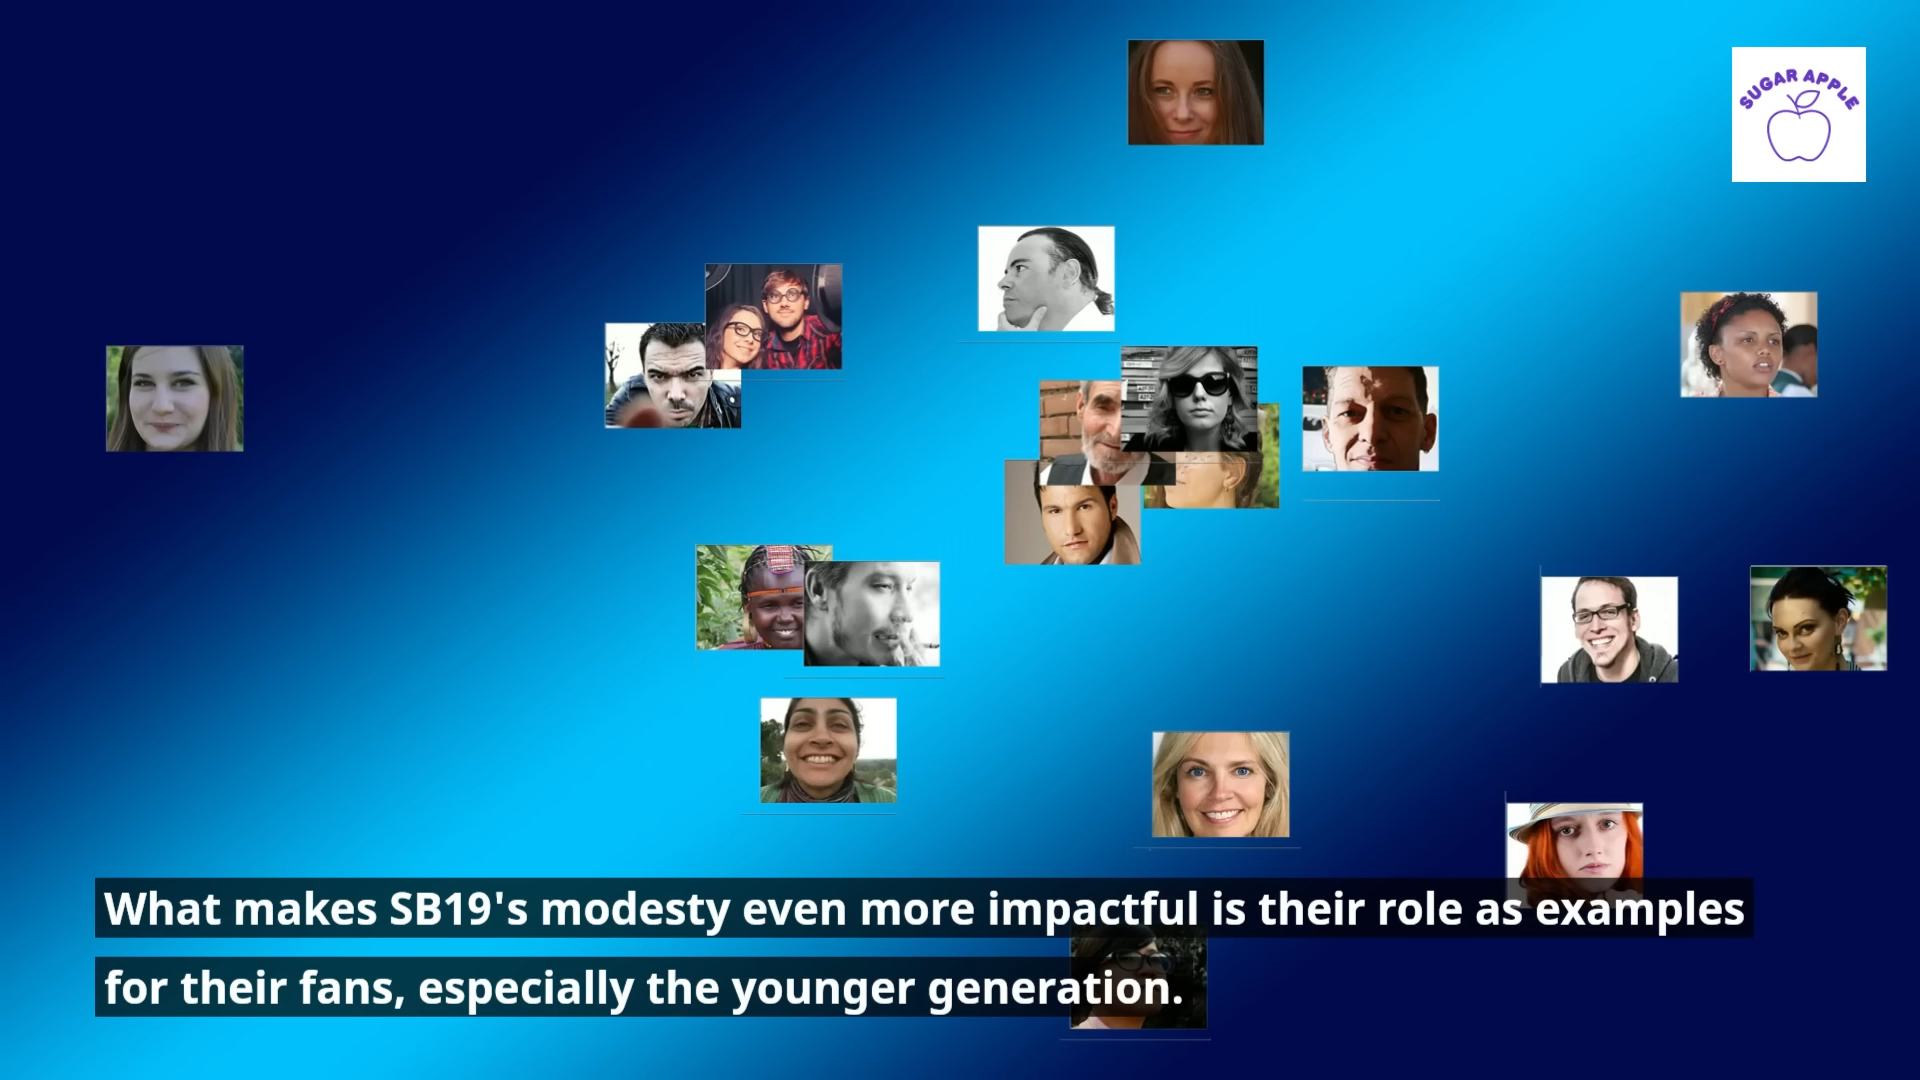 SUGAR APPLE
What makes SB19's modesty even more impactful is their role as examples
for their fans, especially the younger generation.